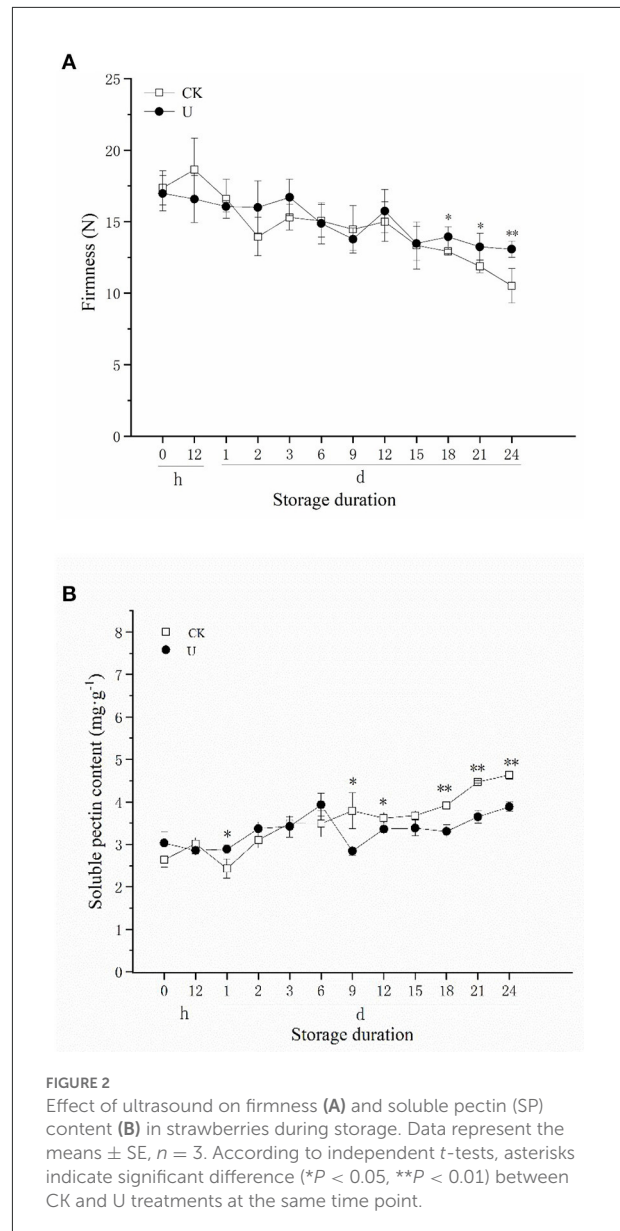 A
25
20
15
10
5
0
Firmness (N)
CK
U
* * **
0 12 1 2 3 6 9 12 15 18 21 24
h d
Storage duration
B
8
7
6
5
4
3
2
1
0
Soluble pectin content (mg·g⁻¹)
CK
U
* * * ** ** **
0 12 1 2 3 6 9 12 15 18 21 24
h d
Storage duration
FIGURE 2
Effect of ultrasound on firmness (A) and soluble pectin (SP)
content (B) in strawberries during storage. Data represent the
means ± SE, n = 3. According to independent t-tests, asterisks
indicate significant difference (*P < 0.05, **P < 0.01) between
CK and U treatments at the same time point.